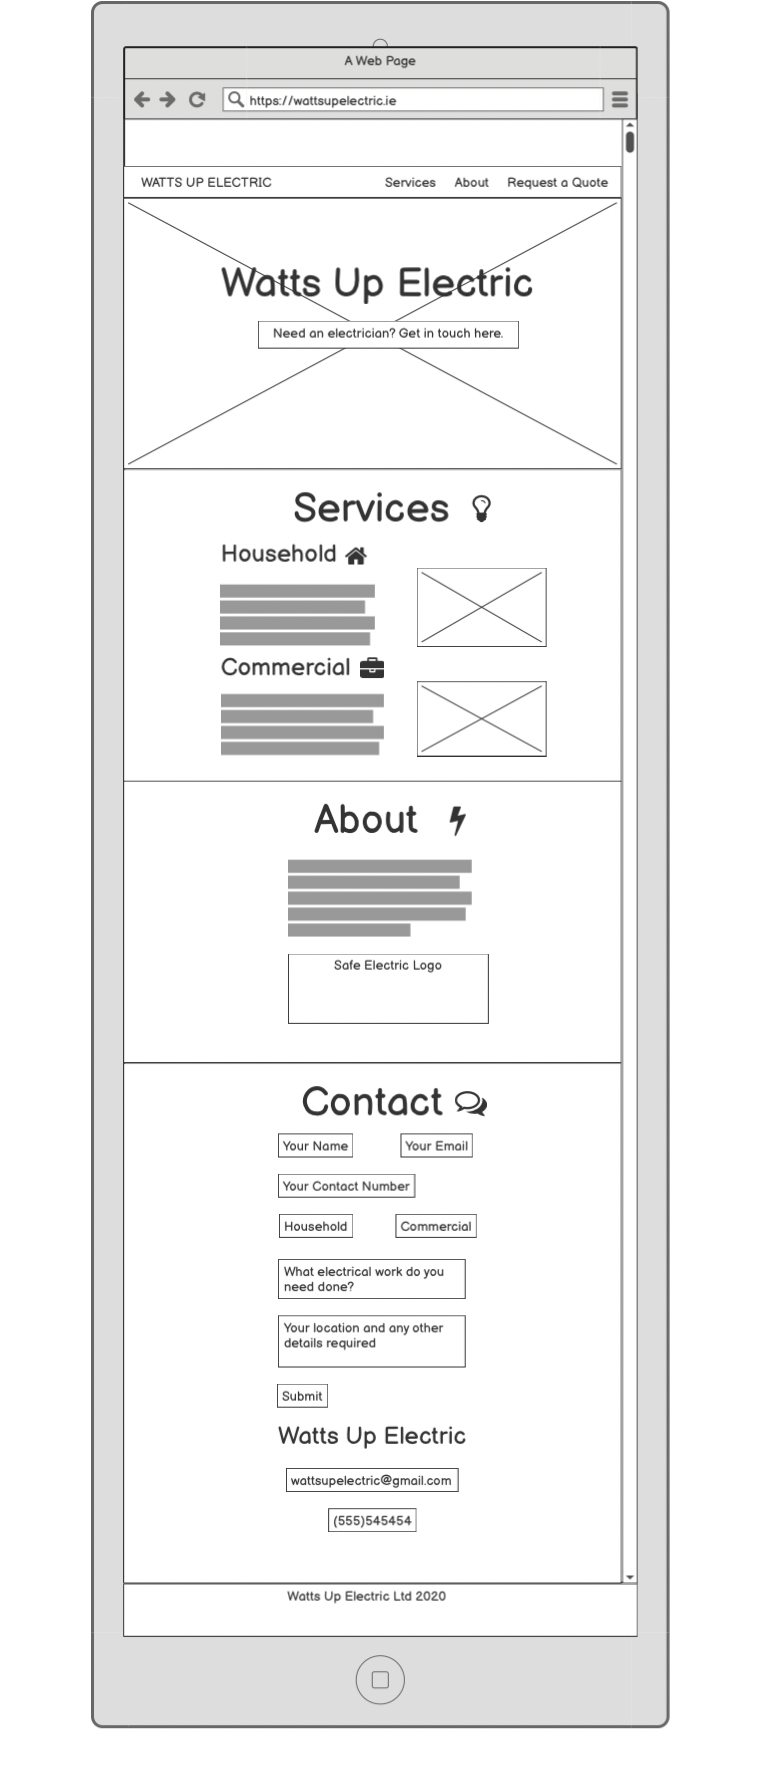 A Web Page
https://wattsupelectric.ie
WATTS UP ELECTRIC
Services About Request a Quote
Watts Up Electric
Need an electrician? Get in touch here.
Services
Household
Commercial
About
Safe Electric Logo
Contact
Your Name Your Email
Your Contact Number
Household Commercial
What electrical work do you
need done?
Your location and any other
details required
Submit
Watts Up Electric
wattsupelectric@gmail.com
(555)545454
Watts Up Electric Ltd 2020